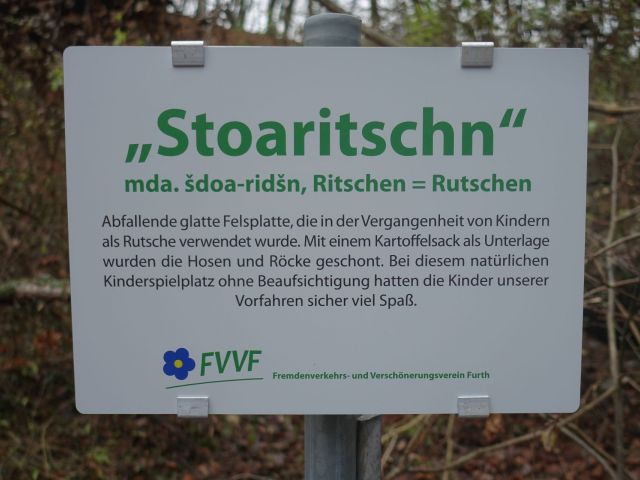 „Stoaritschn“
mda. šdoa-ridšn, Ritschen = Rutschen
Abfallende glatte Felsplatte, die in der Vergangenheit von Kindern
als Rutsche verwendet wurde. Mit einem Kartoffelsack als Unterlage
wurden die Hosen und Röcke geschont. Bei diesem natürlichen
Kinderspielplatz ohne Beaufsichtigung hatten die Kinder unserer
Vorfahren sicher viel Spaß.
FVVF
Fremdenverkehrs- und Verschönerungsverein Furth